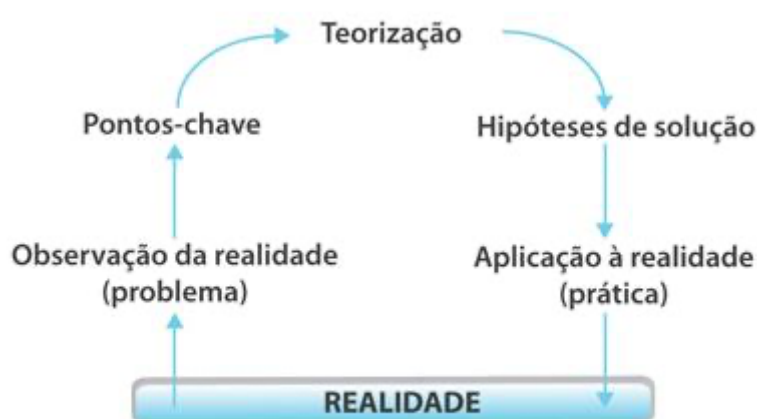 Teorização
Pontos-chave
Hipóteses de solução
Observação da realidade
(problema)
Aplicação à realidade
(prática)
REALIDADE